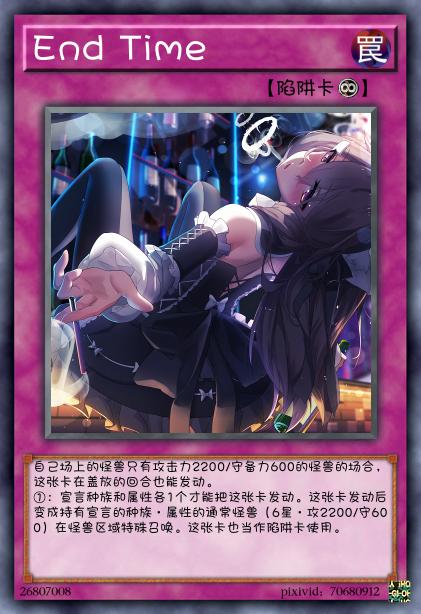 End Time
罠
【陷阱卡♾】
自己场上的怪兽只有攻击力2200/守备力600的怪兽的场合，
这张卡在盖放的回合也能发动。
①：宣言种族和属性各1个才能把这张卡发动。这张卡发动后
变成持有宣言的种族·属性的通常怪兽（6星·攻2200/守60
0）在怪兽区域特殊召唤。这张卡也当作陷阱卡使用。
26807008
pixivid：70680912